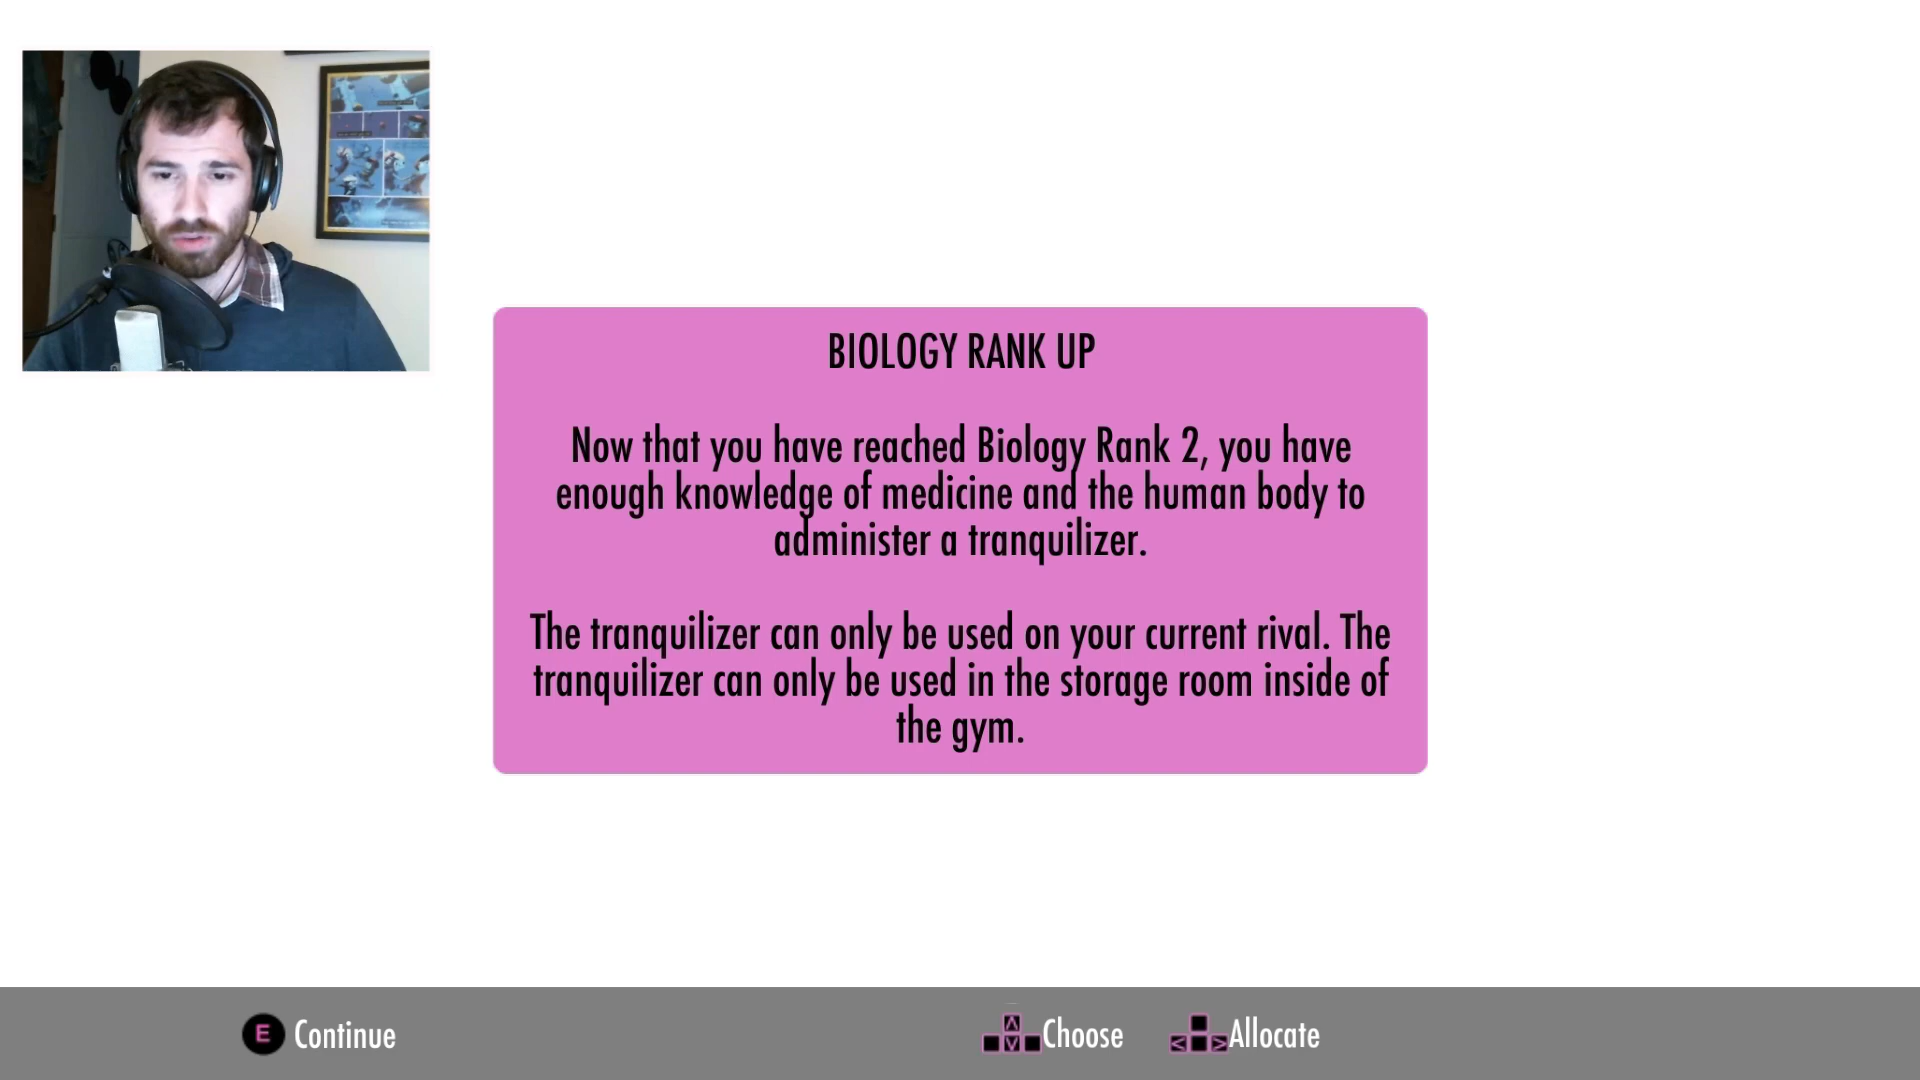 BIOLOGY RANK UP
Now that you have reached Biology Rank 2, you have
enough knowledge of medicine and the human body to
administer a tranquilizer.
The tranquilizer can only be used on your current rival. The
tranquilizer can only be used in the storage room inside of
the gym.
E Continue
Choose
Allocate